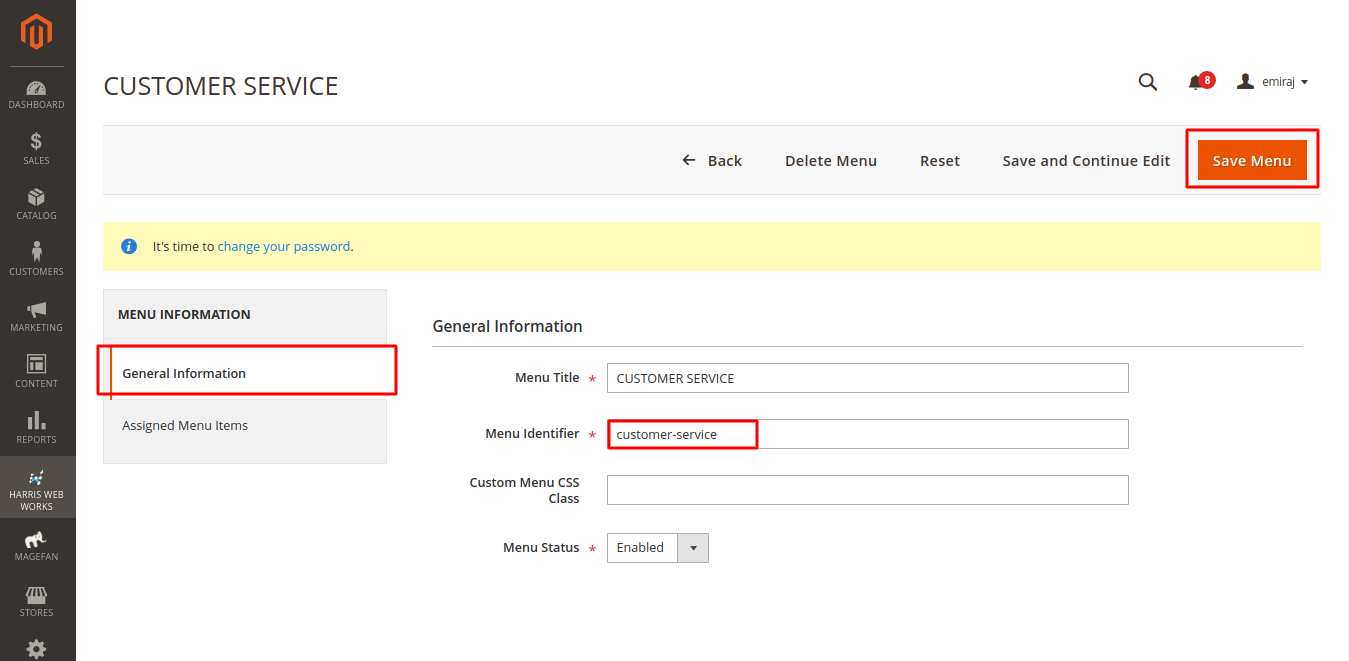 CUSTOMER SERVICE
8
emiraj
Back
Delete Menu
Reset
Save and Continue Edit
Save Menu
It's time to change your password.
DASHBOARD
SALES
CATALOG
CUSTOMERS
MARKETING
CONTENT
REPORTS
HARRIS WEB
WORKS
MAGEFAN
STORES
MENU INFORMATION
General Information
Assigned Menu Items
General Information
Menu Title * CUSTOMER SERVICE
Menu Identifier * customer-service
Custom Menu CSS
Class
Menu Status * Enabled